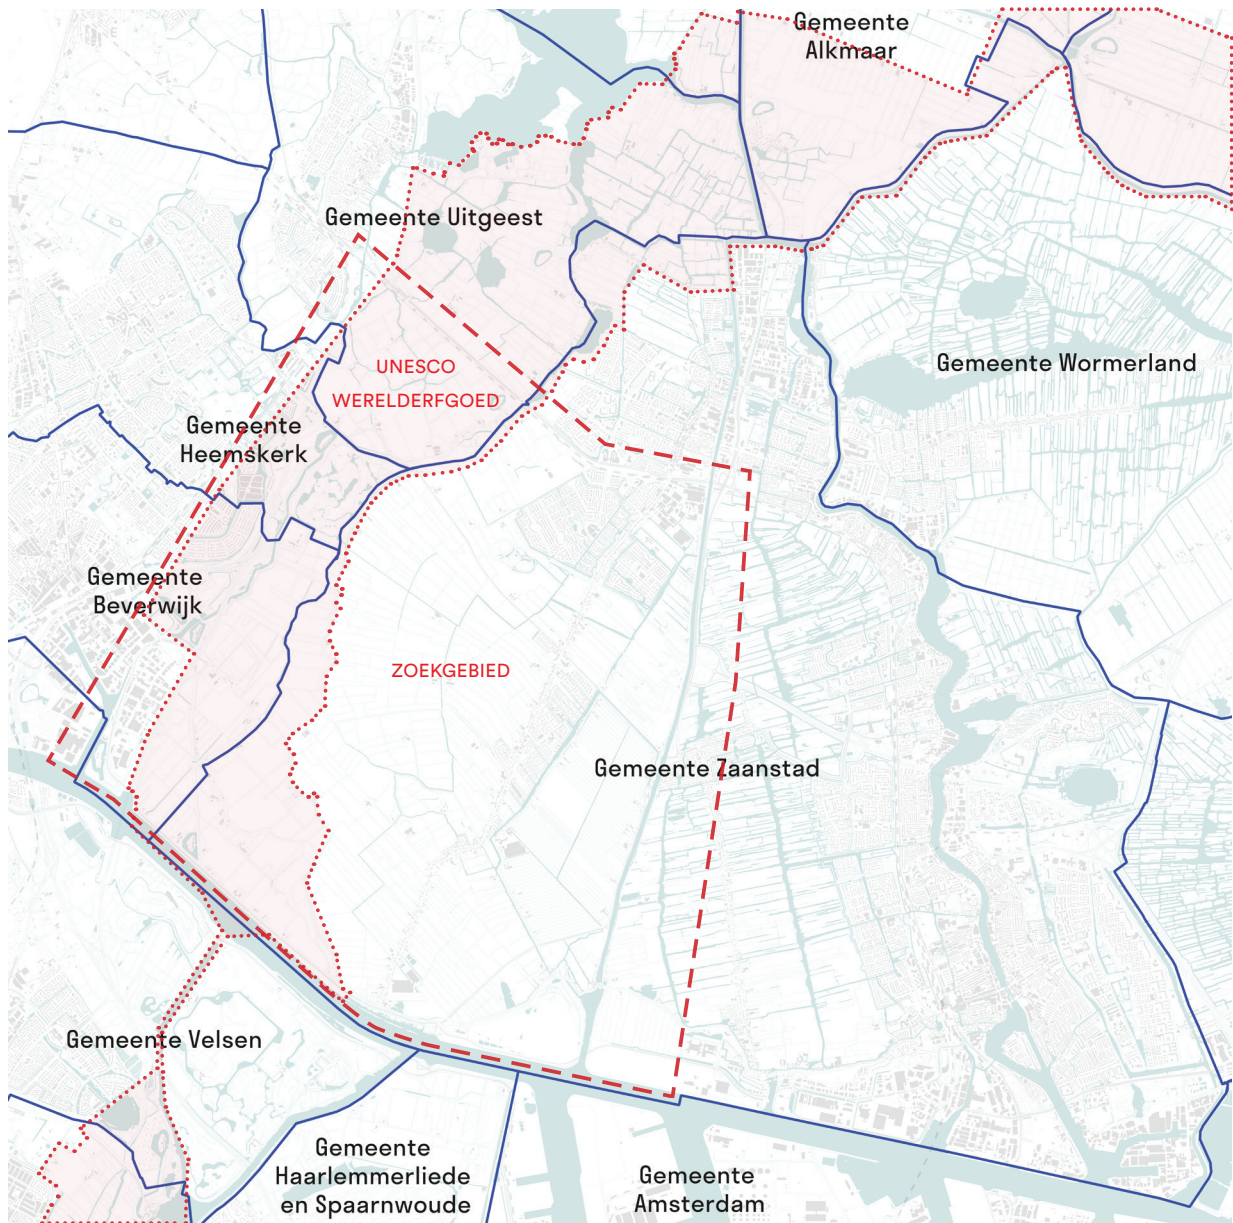 Gemeente
Alkmaar
Gemeente Uitgeest
UNESCO
WERELDERFGOED
Gemeente Wormerland
Gemeente
Heemskerk
Gemeente
Beverwijk
ZOEKGEBIED
Gemeente Zaanstad
Gemeente Velsen
Gemeente
Haarlemmerliede
en Spaarnwoude
Gemeente
Amsterdam